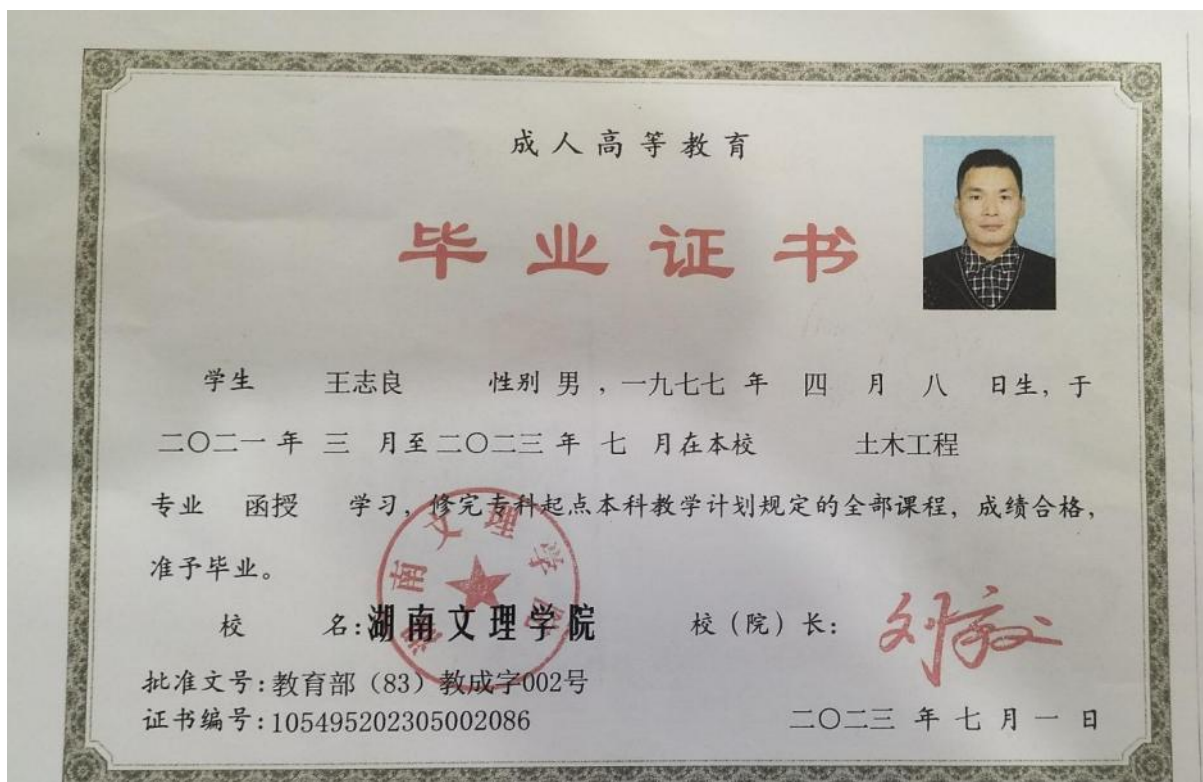 成人高等教育
毕业证书
学生 王志良 性别 男 ，一九七七 年 四 月 八 日生，于
二〇二一 年 三 月至 二〇二三 年 七 月在本校 土木工程
专业 函授 学习，修完专科起点本科教学计划规定的全部课程，成绩合格，
准予毕业。
湖南文理学院
校 名：湖南文理学院 校（院）长：
批准文号：教育部（83）教成字002号
证书编号：105495202305002086 二〇二三 年 七 月 一 日